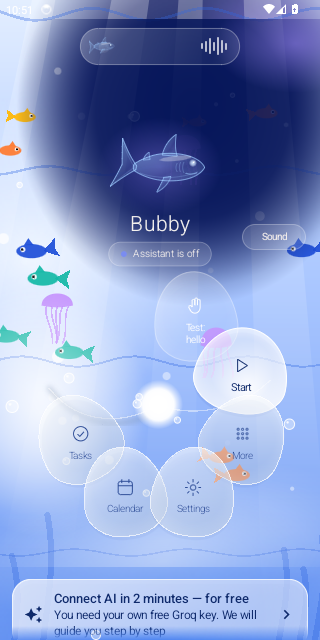 10:51
Bubby
Assistant is off
Sound
Test:
hello
Start
Tasks
More
Calendar
Settings
Connect AI in 2 minutes — for free
You need your own free Groq key. We will
guide you step by step